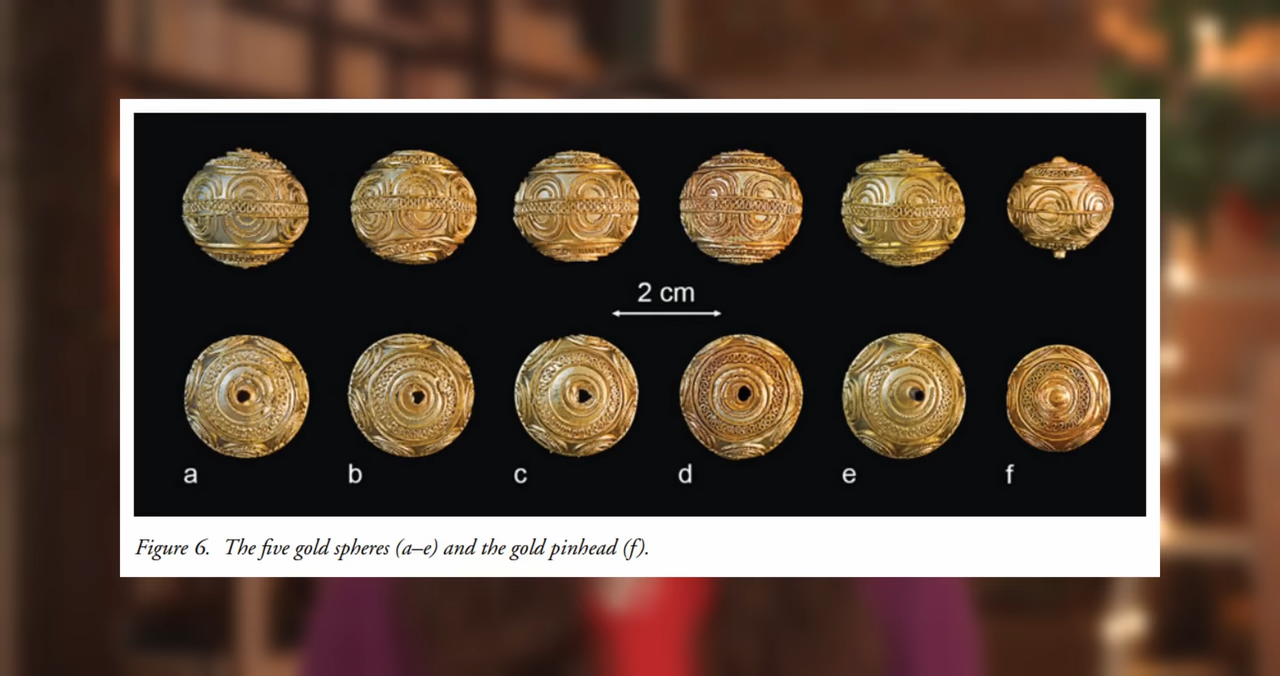 2 cm
a b c d e f
Figure 6. The five gold spheres (a–e) and the gold pinhead (f).